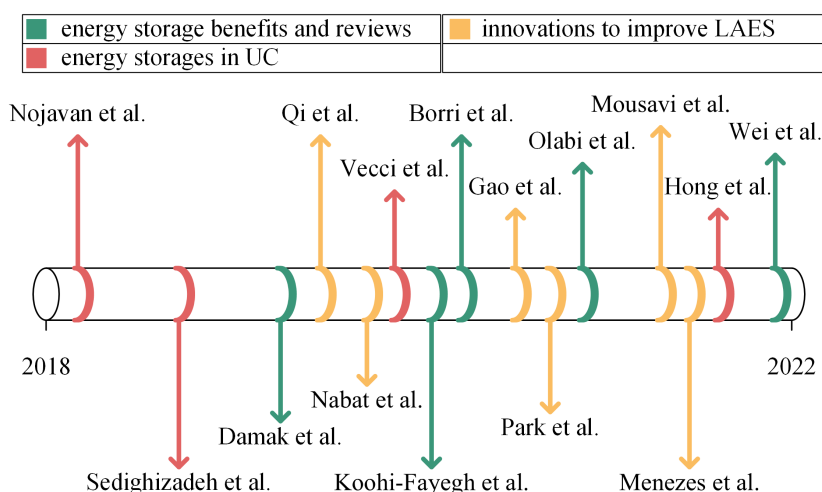 energy storage benefits and reviews
innovations to improve LAES
energy storages in UC
Nojavan et al.
Qi et al.
Borri et al.
Mousavi et al.
Wei et al.
Olabi et al.
Vecci et al.
Gao et al.
Hong et al.
2018
2022
Nabat et al.
Park et al.
Damak et al.
Sedighizadeh et al.
Koohi-Fayegh et al.
Menezes et al.